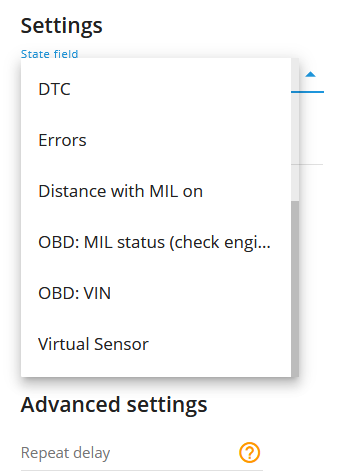 Settings
State field
DTC
Errors
Distance with MIL on
OBD: MIL status (check engi...
OBD: VIN
Virtual Sensor
Advanced settings
Repeat delay
?